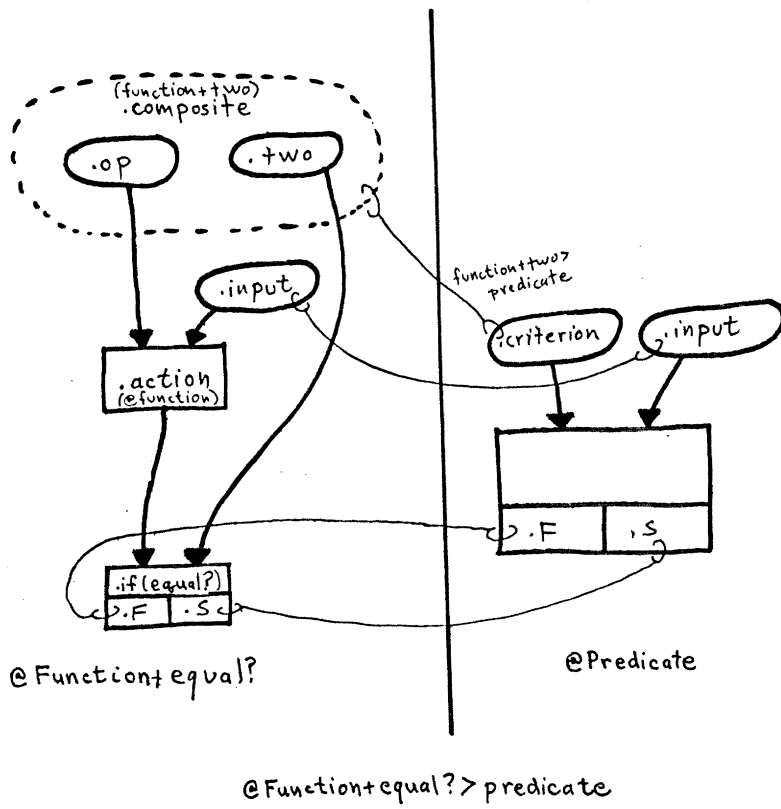 (function+two)
.composite
.op
.two
.input
.action
(@function)
.if(equal?)
.F
.S
@Function+equal?
function+two>
predicate
.criterion
.input
.F
.S
@Predicate
@Function+equal?>predicate